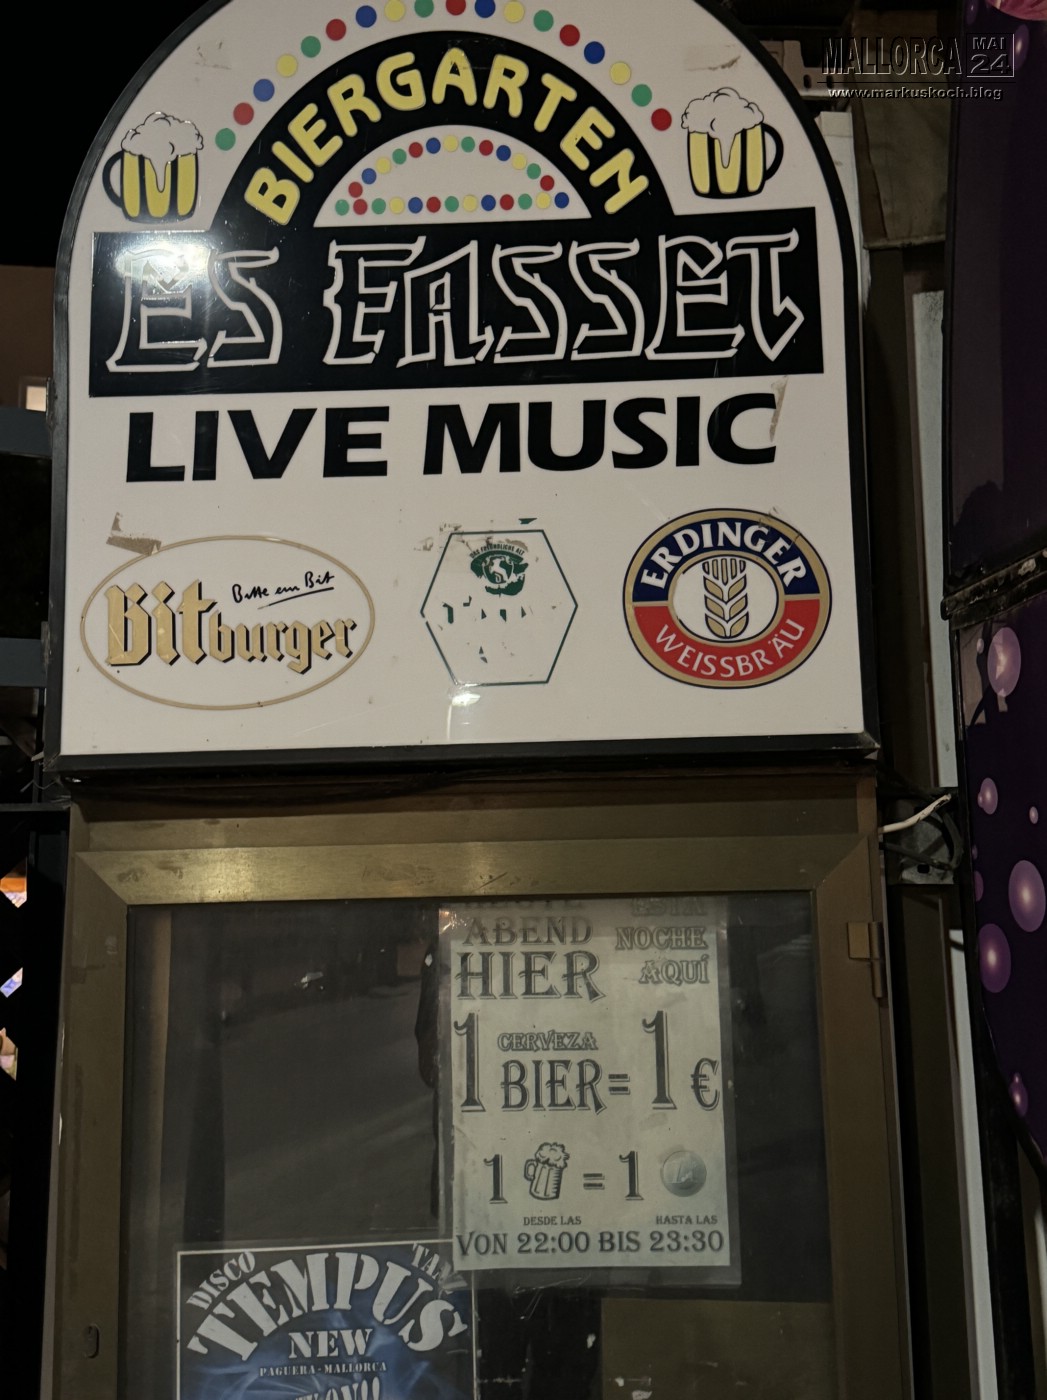 MALLORCA MAI 24
www.markuskoch.blog
BIERGARTEN
ES FASSET
LIVE MUSIC
Bitte ein Bit
Bitburger
ERDINGER
WEISSBRÄU
ESTA
ABEND NOCHE
HIER AQUÍ
CERVEZA
1 BIER = 1 €
1 = 1
DESDE LAS HASTA LAS
VON 22:00 BIS 23:30
DISCO
TEMPUS
NEW
PAGUERA-MALLORCA